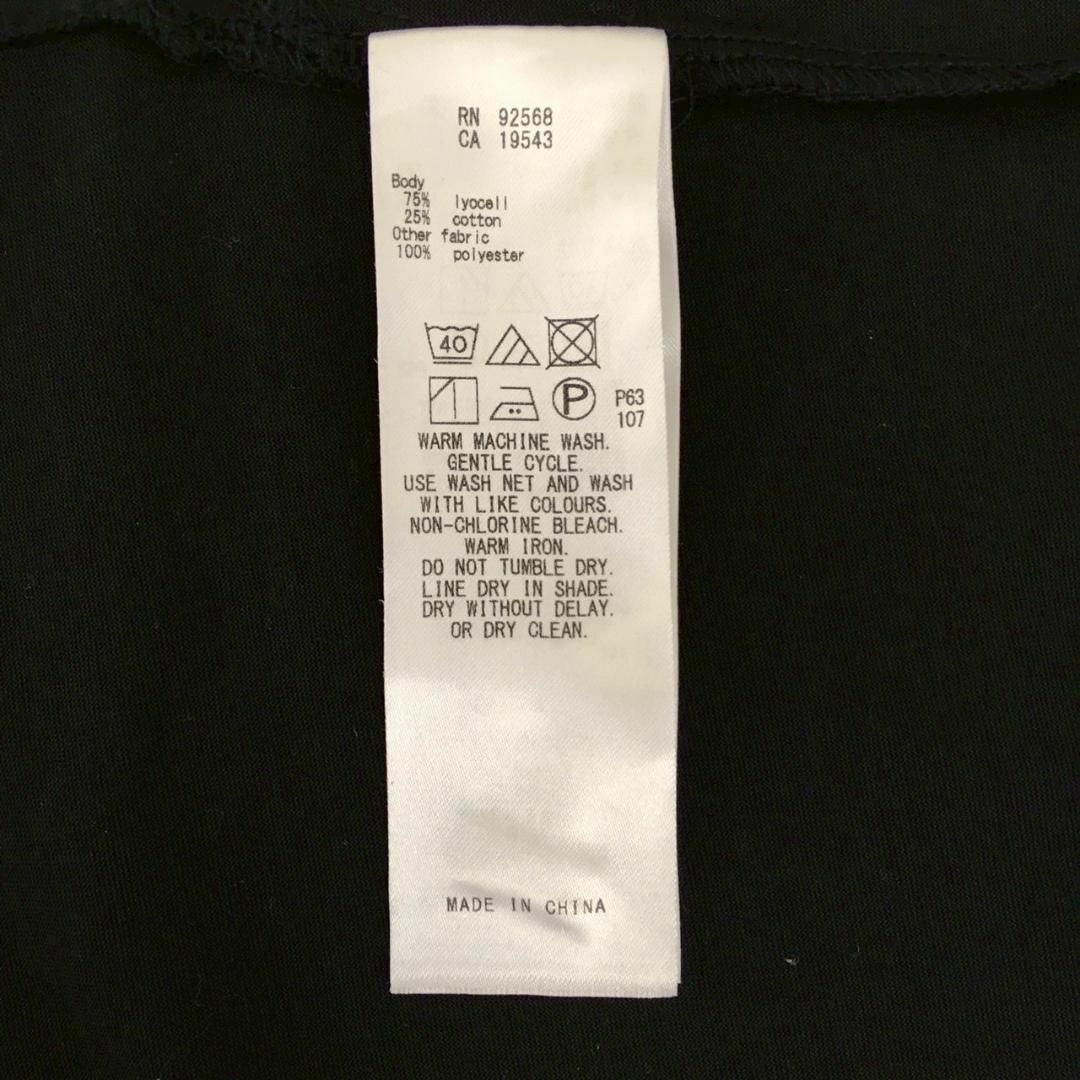 RN 92568
CA 19543
Body
75% lyocell
25% cotton
Other fabric
100% polyester
40
P P63
107
WARM MACHINE WASH.
GENTLE CYCLE.
USE WASH NET AND WASH
WITH LIKE COLOURS.
NON-CHLORINE BLEACH.
WARM IRON.
DO NOT TUMBLE DRY.
LINE DRY IN SHADE.
DRY WITHOUT DELAY.
OR DRY CLEAN.
MADE IN CHINA